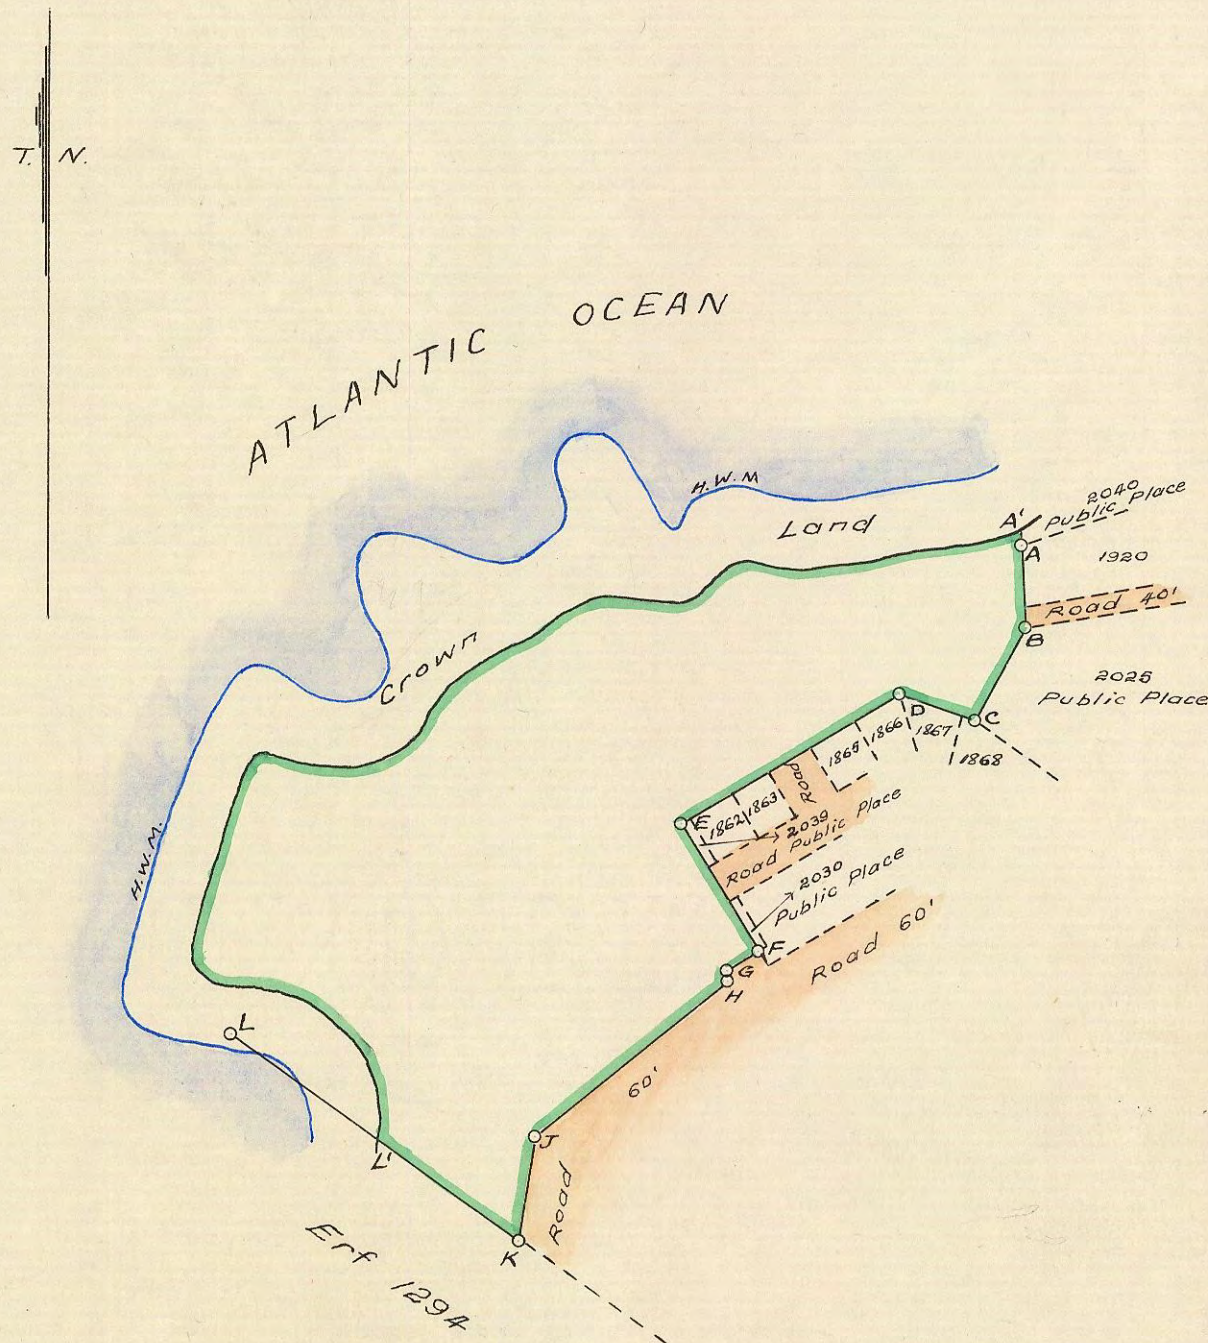 T. N.
ATLANTIC OCEAN
H.W.M
Land
A'
2040
Public Place
A
1920
Road 40'
B
2025
Public Place
Crown
D
C
1867
1868
1866
1865
Road
1863
1862
E
2039
Road Public Place
2030
Public Place
H.W.M.
F
Road 60'
G
H
L
60'
J
L'
Road
K
Erf 1294